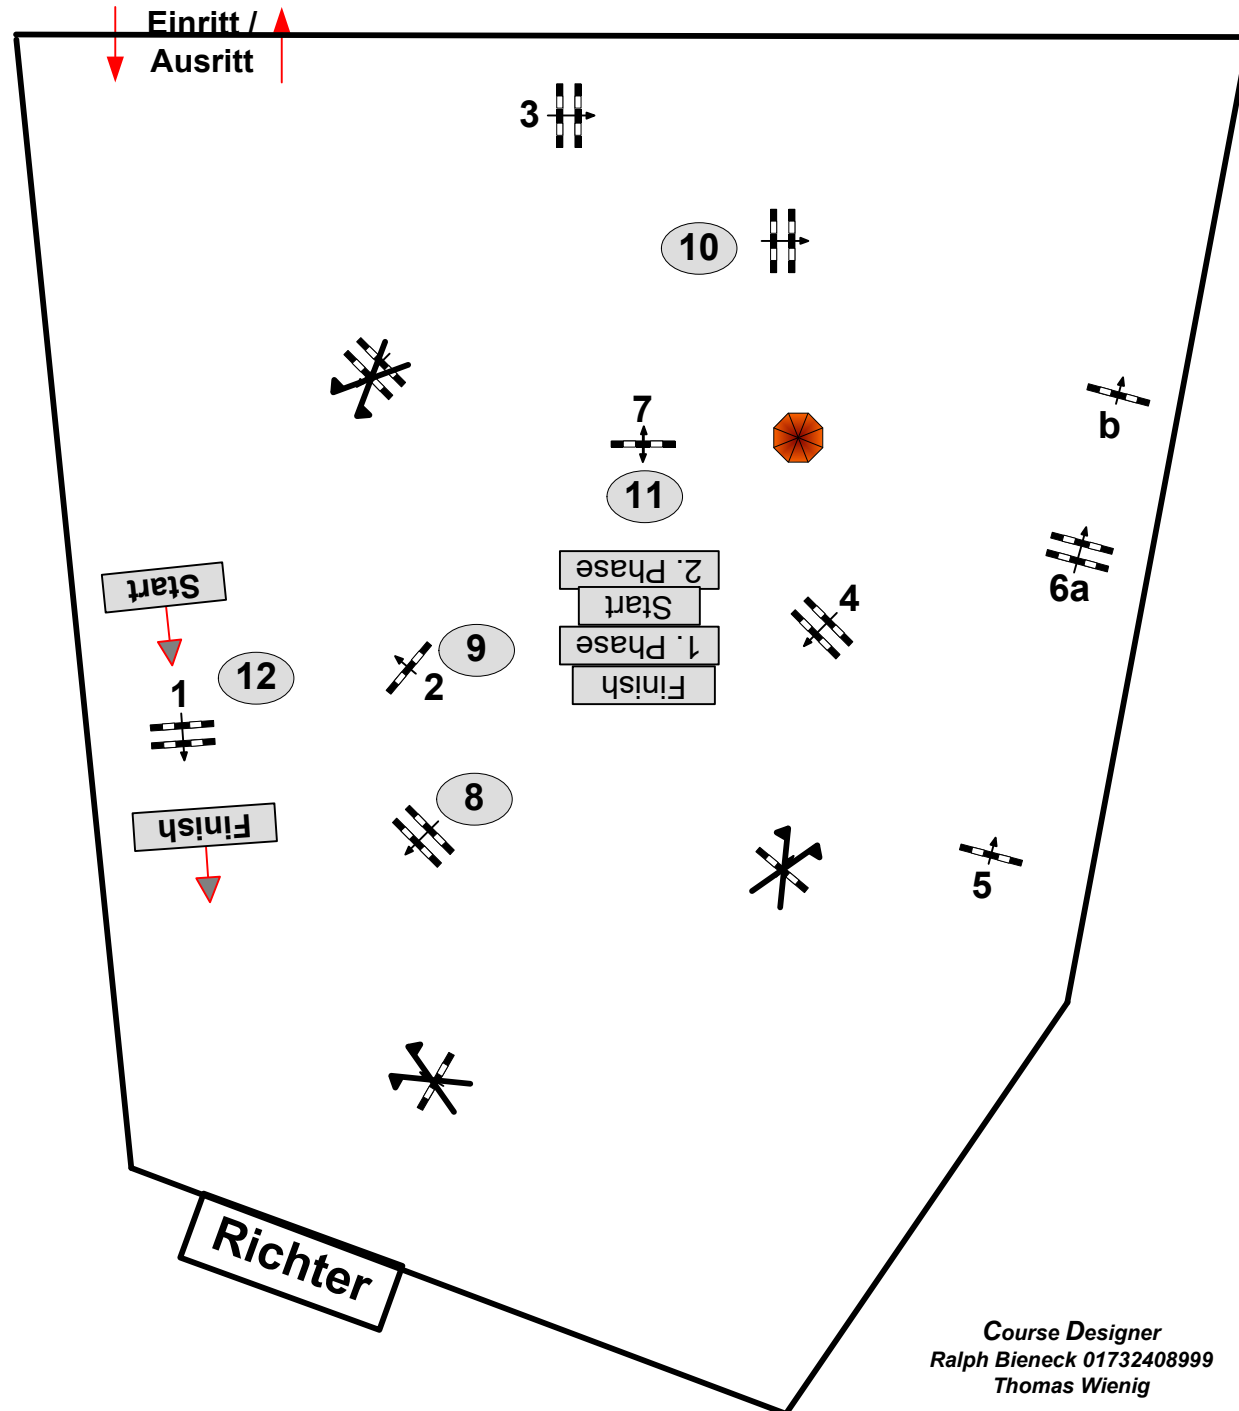 Einritt /
Ausritt
3
10
7
b
11
2. Phase
Start
Start
6a
4
1. Phase
9
12
2
Finish
1
8
Finish
5
Richter
Course Designer
Ralph Bieneck 01732408999
Thomas Wienig